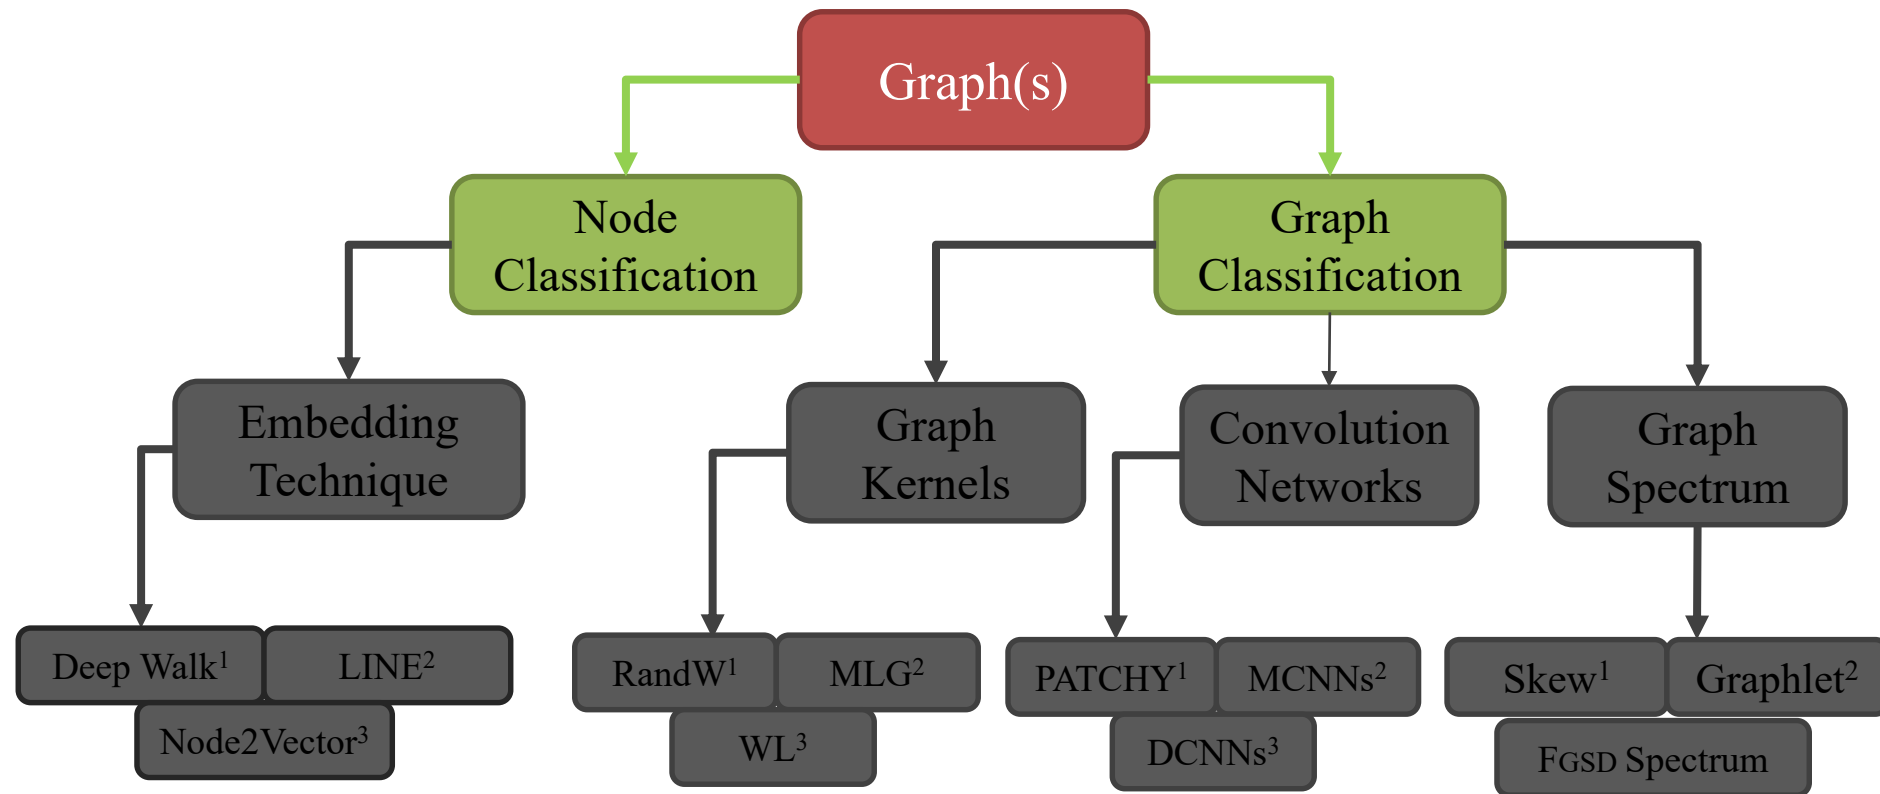 Graph(s)
Node
Classification
Graph
Classification
Embedding
Technique
Graph
Kernels
Convolution
Networks
Graph
Spectrum
Deep Walk¹
LINE²
Node2Vector³
RandW¹
MLG²
WL³
PATCHY¹
MCNNs²
DCNNs³
Skew¹
Graphlet²
FGSD Spectrum